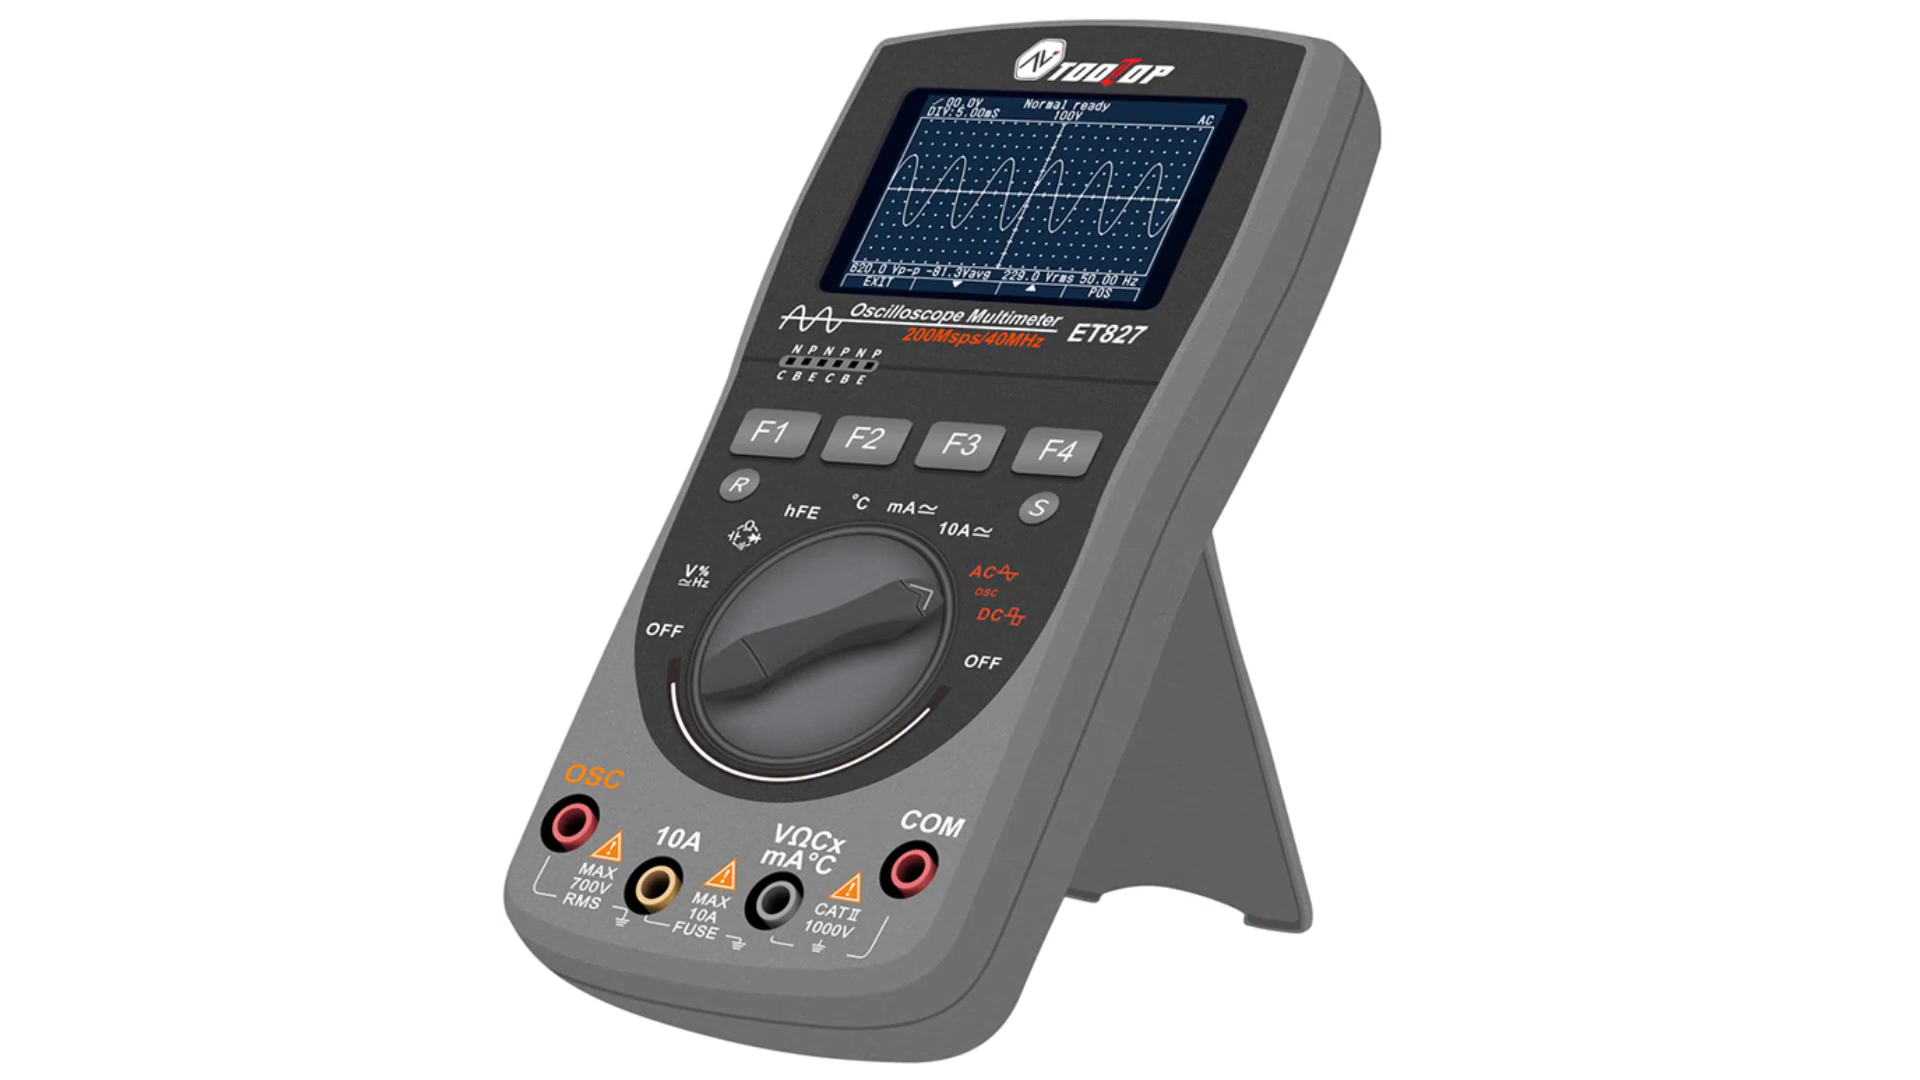 TOOLTOP
00.0V Normal ready
DIV:5.00mS 100V AC
620.0 Vp-p -81.3Vavg 229.0 Vrms 50.00 Hz
EXIT ▼ ▲ POS
Oscilloscope Multimeter
200Msps/40MHz
ET827
N P N P N P
C B E C B E
F1 F2 F3 F4
R S
hFE °C mA≃ 10A≃
V%
≃Hz
AC
OSC
DC
OFF
OFF
OSC
10A
VΩCx
mA°C
COM
MAX
700V
RMS
MAX
10A
FUSE
CAT II
1000V